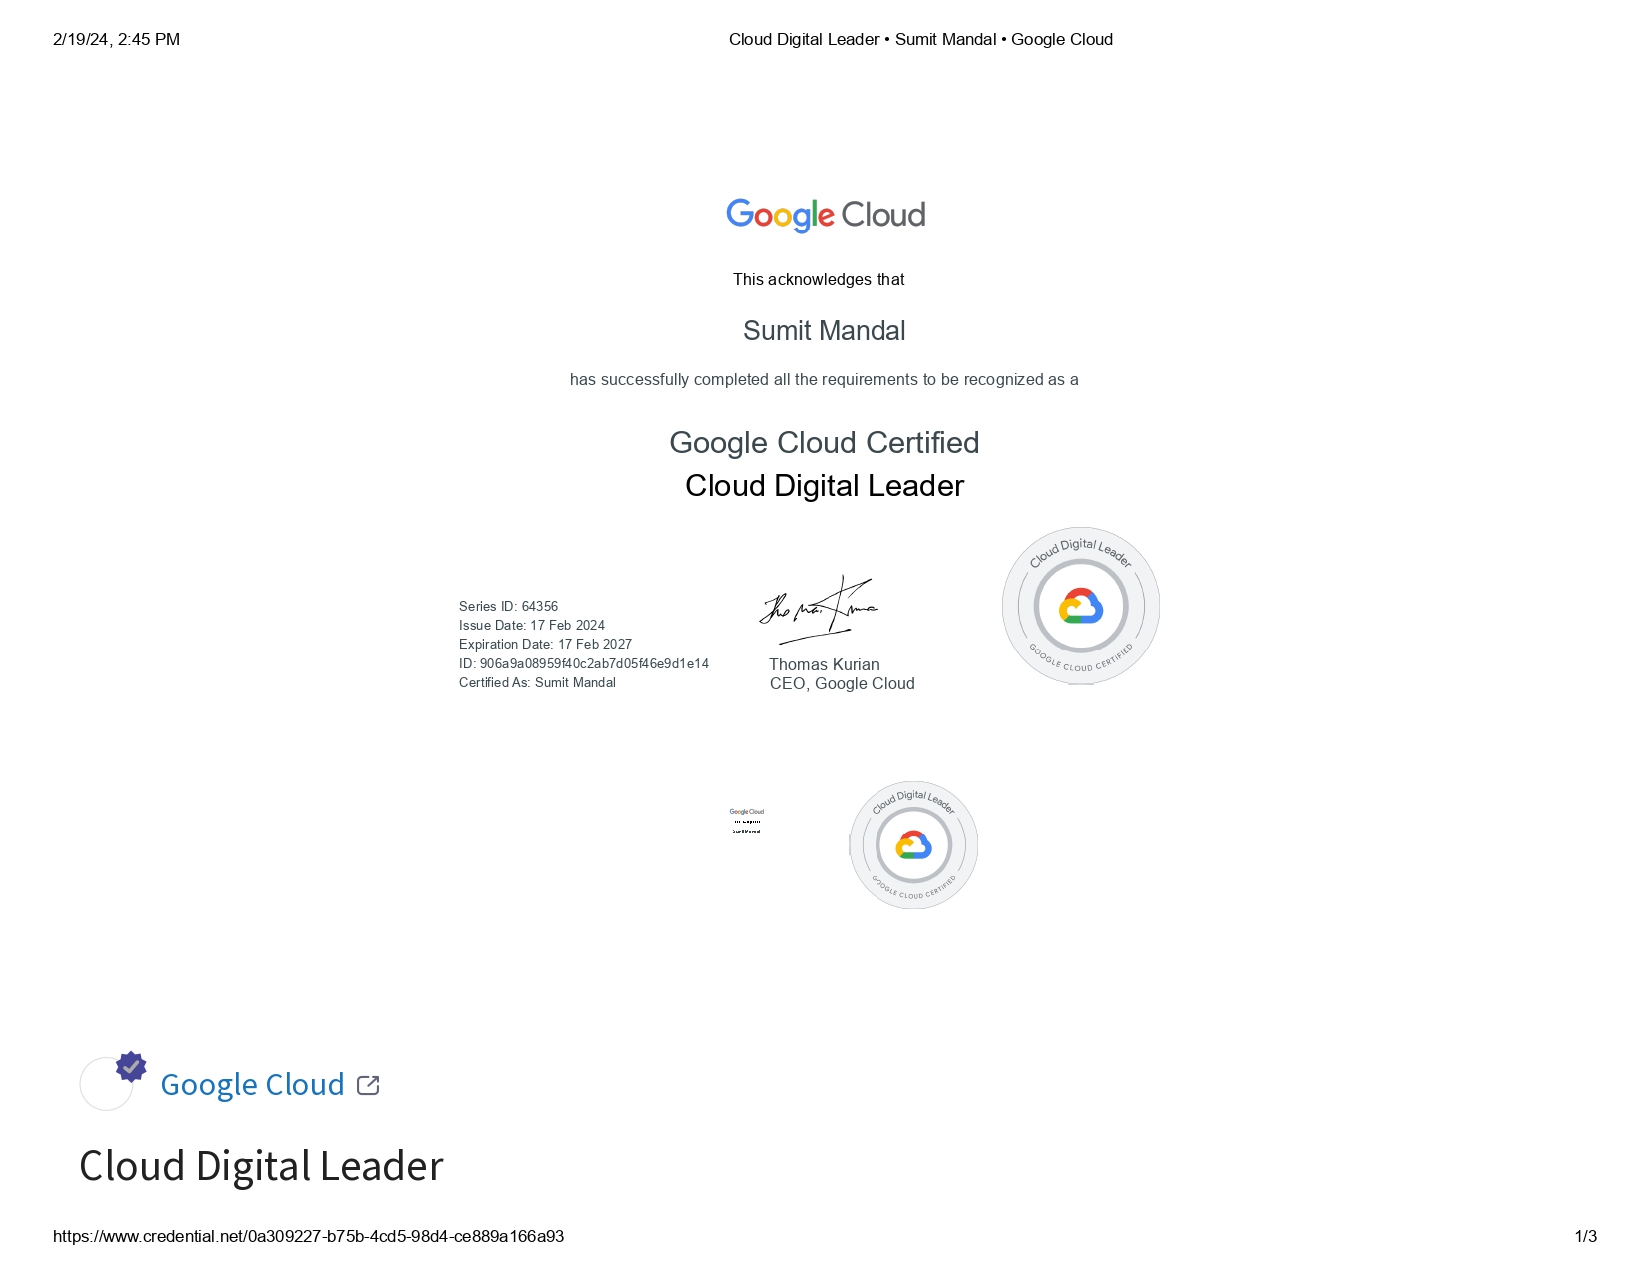 2/19/24, 2:45 PM
Cloud Digital Leader • Sumit Mandal • Google Cloud
Google Cloud
This acknowledges that
Sumit Mandal
has successfully completed all the requirements to be recognized as a
Google Cloud Certified
Cloud Digital Leader
Cloud Digital Leader
GOOGLE CLOUD CERTIFIED
Series ID: 64356
Issue Date: 17 Feb 2024
Expiration Date: 17 Feb 2027
ID: 906a9a08959f40c2ab7d05f46e9d1e14
Certified As: Sumit Mandal
Thomas Kurian
CEO, Google Cloud
Google Cloud
Cloud Digital Leader
GOOGLE CLOUD CERTIFIED
Google Cloud
Cloud Digital Leader
https://www.credential.net/0a309227-b75b-4cd5-98d4-ce889a166a93
1/3